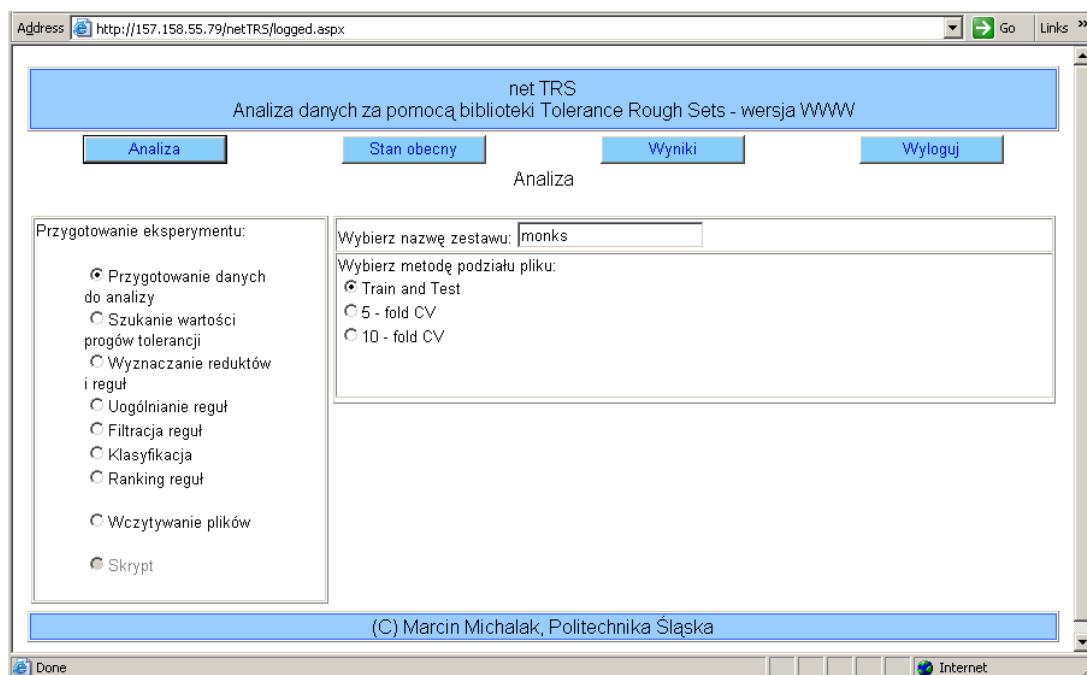 Address http://157.158.55.79/netTRS/logged.aspx Go Links »
net TRS
Analiza danych za pomocą biblioteki Tolerance Rough Sets - wersja WWW
Analiza Stan obecny Wyniki Wyloguj
Analiza
Przygotowanie eksperymentu:
Przygotowanie danych
do analizy
Szukanie wartości
progów tolerancji
Wyznaczanie reduktów
i reguł
Uogólnianie reguł
Filtracja reguł
Klasyfikacja
Ranking reguł
Wczytywanie plików
Skrypt
Wybierz nazwę zestawu: monks
Wybierz metodę podziału pliku:
Train and Test
5 - fold CV
10 - fold CV
(C) Marcin Michalak, Politechnika Śląska
Done Internet